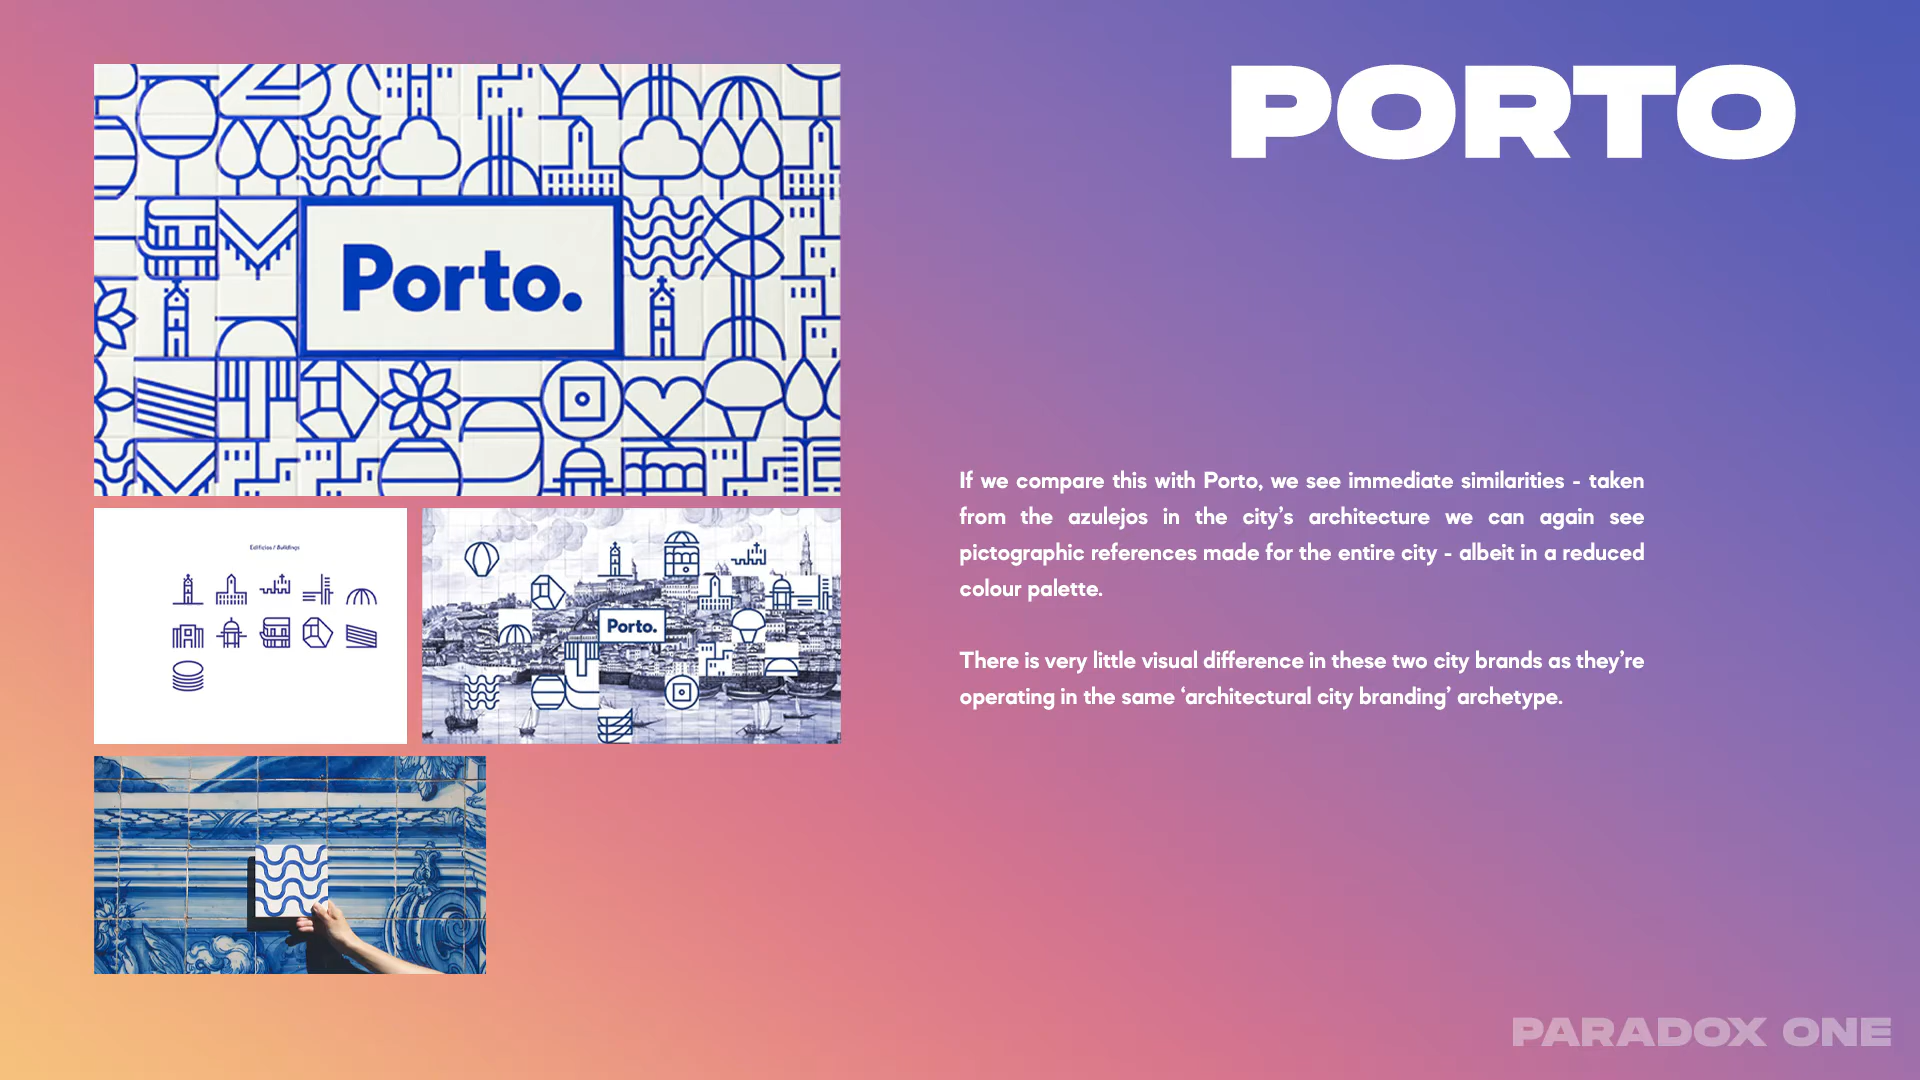 PORTO
Porto.
Edifícios / Buildings
Porto.
If we compare this with Porto, we see immediate similarities - taken
from the azulejos in the city’s architecture we can again see
pictographic references made for the entire city - albeit in a reduced
colour palette.
There is very little visual difference in these two city brands as they’re
operating in the same ‘architectural city branding’ archetype.
PARADOX ONE